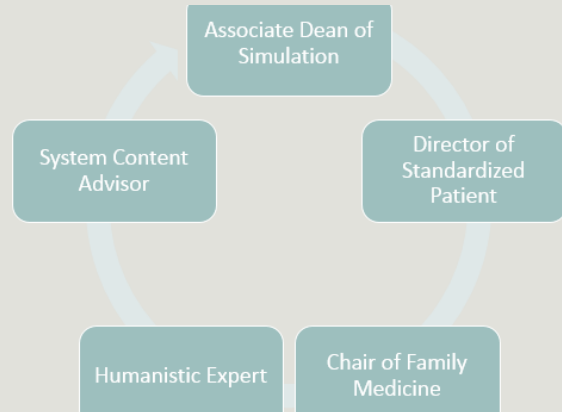 Associate Dean of
Simulation
Director of
Standardized
Patient
Chair of Family
Medicine
Humanistic Expert
System Content
Advisor